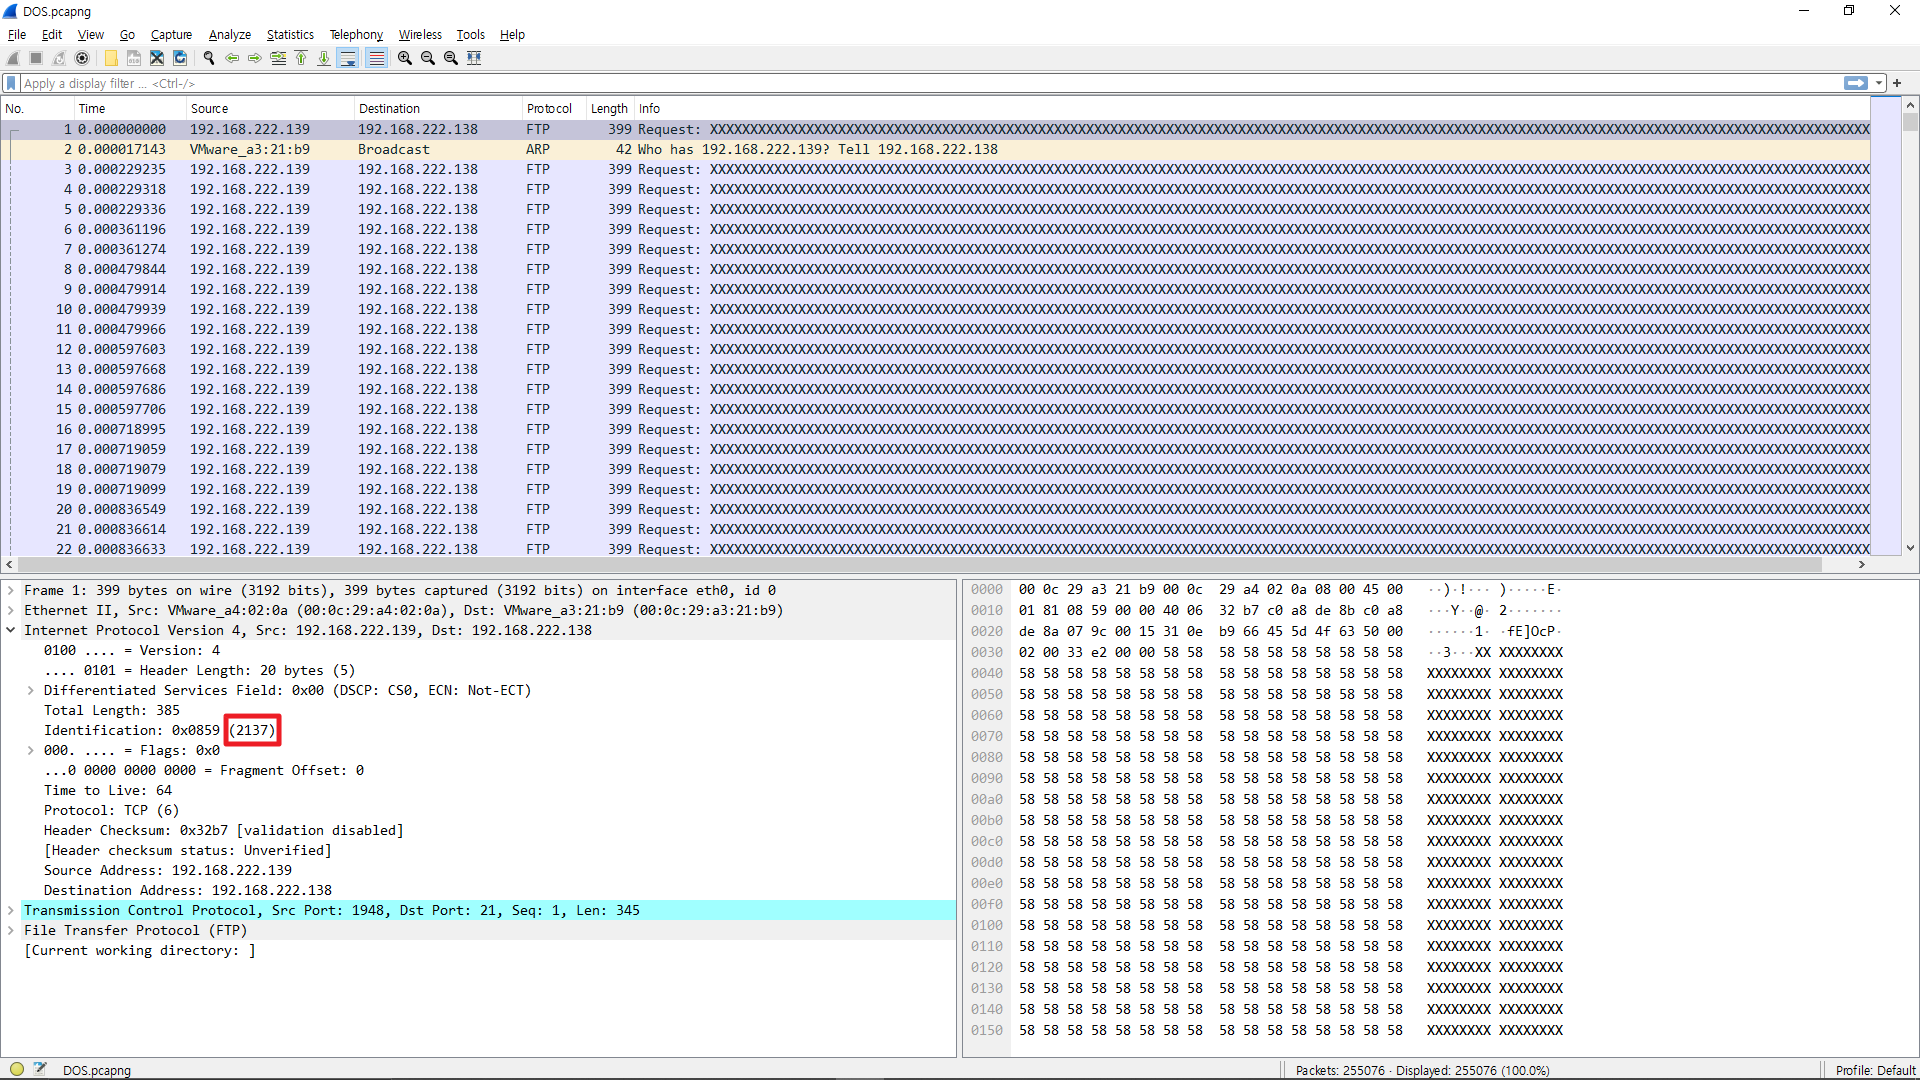 DOS.pcapng
File Edit View Go Capture Analyze Statistics Telephony Wireless Tools Help
Apply a display filter ... <Ctrl-/>
No. Time Source Destination Protocol Length Info
1 0.000000000 192.168.222.139 192.168.222.138 FTP 399 Request:
2 0.000017143 VMware_a3:21:b9 Broadcast ARP 42 Who has 192.168.222.139? Tell 192.168.222.138
3 0.000229235 192.168.222.139 192.168.222.138 FTP 399 Request:
4 0.000229318 192.168.222.139 192.168.222.138 FTP 399 Request:
5 0.000229336 192.168.222.139 192.168.222.138 FTP 399 Request:
6 0.000361196 192.168.222.139 192.168.222.138 FTP 399 Request:
7 0.000361274 192.168.222.139 192.168.222.138 FTP 399 Request:
8 0.000479844 192.168.222.139 192.168.222.138 FTP 399 Request:
9 0.000479914 192.168.222.139 192.168.222.138 FTP 399 Request:
10 0.000479939 192.168.222.139 192.168.222.138 FTP 399 Request:
11 0.000479966 192.168.222.139 192.168.222.138 FTP 399 Request:
12 0.000597603 192.168.222.139 192.168.222.138 FTP 399 Request:
13 0.000597668 192.168.222.139 192.168.222.138 FTP 399 Request:
14 0.000597686 192.168.222.139 192.168.222.138 FTP 399 Request:
15 0.000597706 192.168.222.139 192.168.222.138 FTP 399 Request:
16 0.000718995 192.168.222.139 192.168.222.138 FTP 399 Request:
17 0.000719059 192.168.222.139 192.168.222.138 FTP 399 Request:
18 0.000719079 192.168.222.139 192.168.222.138 FTP 399 Request:
19 0.000719099 192.168.222.139 192.168.222.138 FTP 399 Request:
20 0.000836549 192.168.222.139 192.168.222.138 FTP 399 Request:
21 0.000836614 192.168.222.139 192.168.222.138 FTP 399 Request:
22 0.000836633 192.168.222.139 192.168.222.138 FTP 399 Request:
Frame 1: 399 bytes on wire (3192 bits), 399 bytes captured (3192 bits) on interface eth0, id 0
Ethernet II, Src: VMware_a4:02:0a (00:0c:29:a4:02:0a), Dst: VMware_a3:21:b9 (00:0c:29:a3:21:b9)
Internet Protocol Version 4, Src: 192.168.222.139, Dst: 192.168.222.138
0100 .... = Version: 4
.... 0101 = Header Length: 20 bytes (5)
Differentiated Services Field: 0x00 (DSCP: CS0, ECN: Not-ECT)
Total Length: 385
Identification: 0x0859 (2137)
000. .... = Flags: 0x0
...0 0000 0000 0000 = Fragment Offset: 0
Time to Live: 64
Protocol: TCP (6)
Header Checksum: 0x32b7 [validation disabled]
[Header checksum status: Unverified]
Source Address: 192.168.222.139
Destination Address: 192.168.222.138
Transmission Control Protocol, Src Port: 1948, Dst Port: 21, Seq: 1, Len: 345
File Transfer Protocol (FTP)
[Current working directory: ]
0000 00 0c 29 a3 21 b9 00 0c 29 a4 02 0a 08 00 45 00 ··)·!··· )·····E·
0010 01 81 08 59 00 00 40 06 32 b7 c0 a8 de 8b c0 a8 ···Y··@· 2·······
0020 de 8a 07 9c 00 15 31 0e b9 66 45 5d 4f 63 50 00 ······1· ·fE]OcP·
0030 02 00 33 e2 00 00 58 58 58 58 58 58 58 58 58 58 ··3···XX XXXXXXXX
0040 58 58 58 58 58 58 58 58 58 58 58 58 58 58 58 58 XXXXXXXX XXXXXXXX
0050 58 58 58 58 58 58 58 58 58 58 58 58 58 58 58 58 XXXXXXXX XXXXXXXX
0060 58 58 58 58 58 58 58 58 58 58 58 58 58 58 58 58 XXXXXXXX XXXXXXXX
0070 58 58 58 58 58 58 58 58 58 58 58 58 58 58 58 58 XXXXXXXX XXXXXXXX
0080 58 58 58 58 58 58 58 58 58 58 58 58 58 58 58 58 XXXXXXXX XXXXXXXX
0090 58 58 58 58 58 58 58 58 58 58 58 58 58 58 58 58 XXXXXXXX XXXXXXXX
00a0 58 58 58 58 58 58 58 58 58 58 58 58 58 58 58 58 XXXXXXXX XXXXXXXX
00b0 58 58 58 58 58 58 58 58 58 58 58 58 58 58 58 58 XXXXXXXX XXXXXXXX
00c0 58 58 58 58 58 58 58 58 58 58 58 58 58 58 58 58 XXXXXXXX XXXXXXXX
00d0 58 58 58 58 58 58 58 58 58 58 58 58 58 58 58 58 XXXXXXXX XXXXXXXX
00e0 58 58 58 58 58 58 58 58 58 58 58 58 58 58 58 58 XXXXXXXX XXXXXXXX
00f0 58 58 58 58 58 58 58 58 58 58 58 58 58 58 58 58 XXXXXXXX XXXXXXXX
0100 58 58 58 58 58 58 58 58 58 58 58 58 58 58 58 58 XXXXXXXX XXXXXXXX
0110 58 58 58 58 58 58 58 58 58 58 58 58 58 58 58 58 XXXXXXXX XXXXXXXX
0120 58 58 58 58 58 58 58 58 58 58 58 58 58 58 58 58 XXXXXXXX XXXXXXXX
0130 58 58 58 58 58 58 58 58 58 58 58 58 58 58 58 58 XXXXXXXX XXXXXXXX
0140 58 58 58 58 58 58 58 58 58 58 58 58 58 58 58 58 XXXXXXXX XXXXXXXX
0150 58 58 58 58 58 58 58 58 58 58 58 58 58 58 58 58 XXXXXXXX XXXXXXXX
DOS.pcapng
Packets: 255076 · Displayed: 255076 (100.0%)
Profile: Default